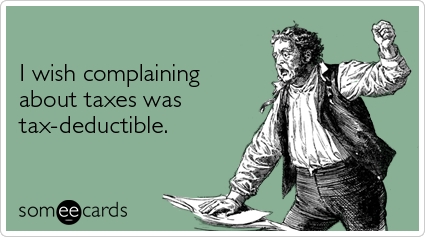 I wish complaining
about taxes was
tax-deductible.
someecards